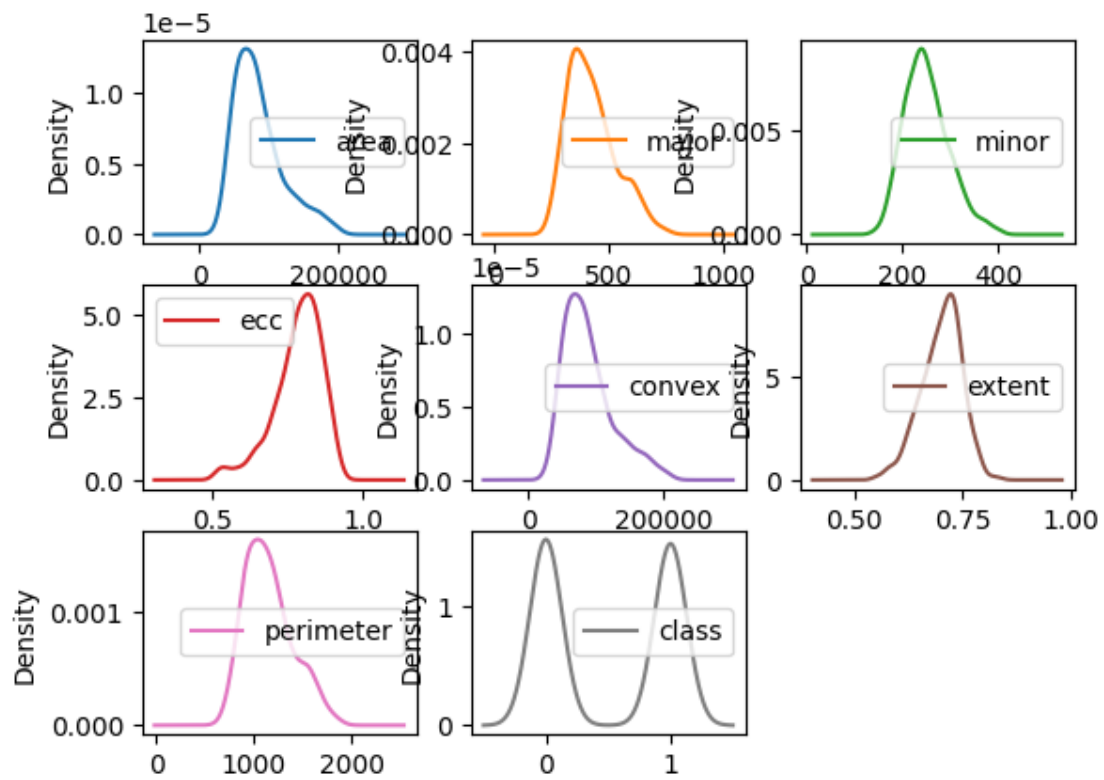 1e−5
Density
1.0
0.5
0.0
area
0
200000
Density
0.004
0.002
0.000
major
0
500
1000
Density
0.005
0.000
minor
0
200
400
Density
5.0
2.5
0.0
ecc
0.5
1.0
1e−5
Density
1.0
0.5
0.0
convex
0
200000
Density
5
0
extent
0.50
0.75
1.00
Density
0.001
0.000
perimeter
0
1000
2000
Density
1
0
class
0
1